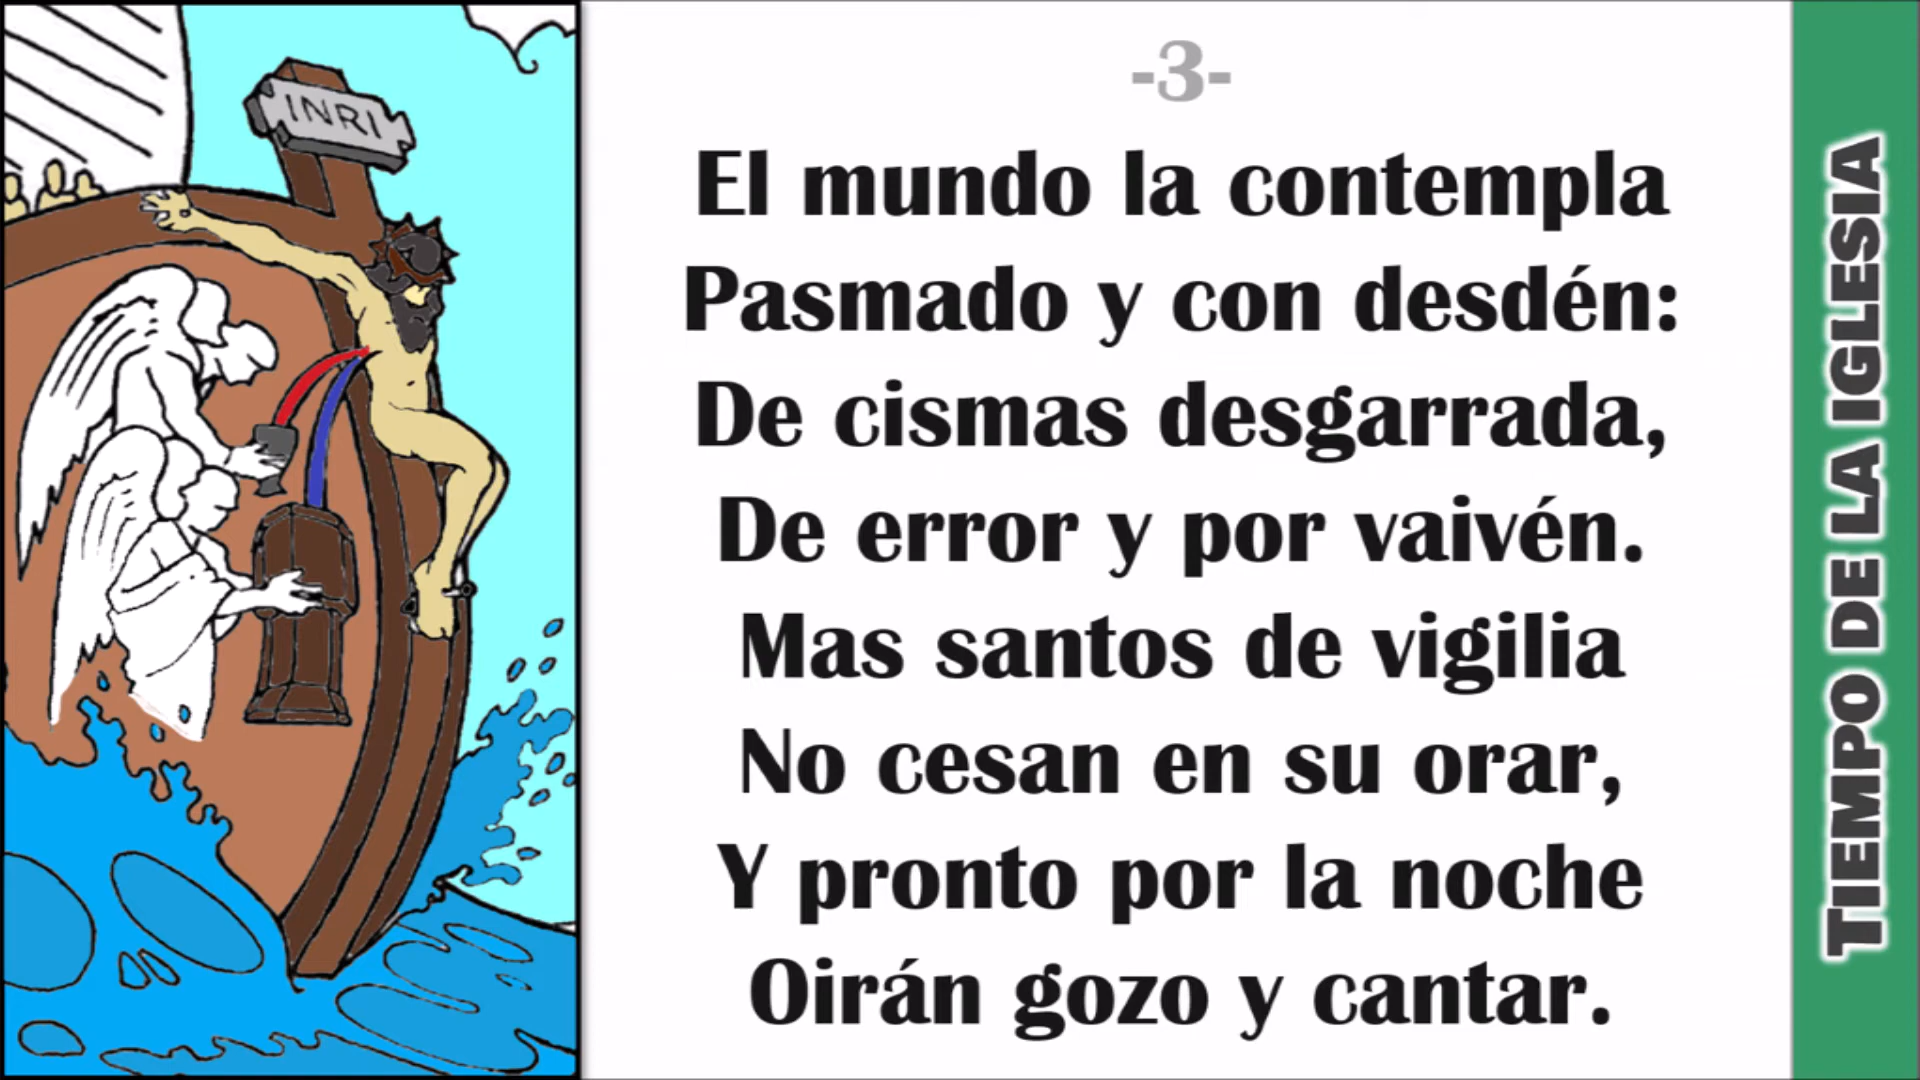 INRI
-3-
El mundo la contempla
Pasmado y con desdén:
De cismas desgarrada,
De error y por vaivén.
Mas santos de vigilia
No cesan en su orar,
Y pronto por la noche
Oirán gozo y cantar.
TIEMPO DE LA IGLESIA